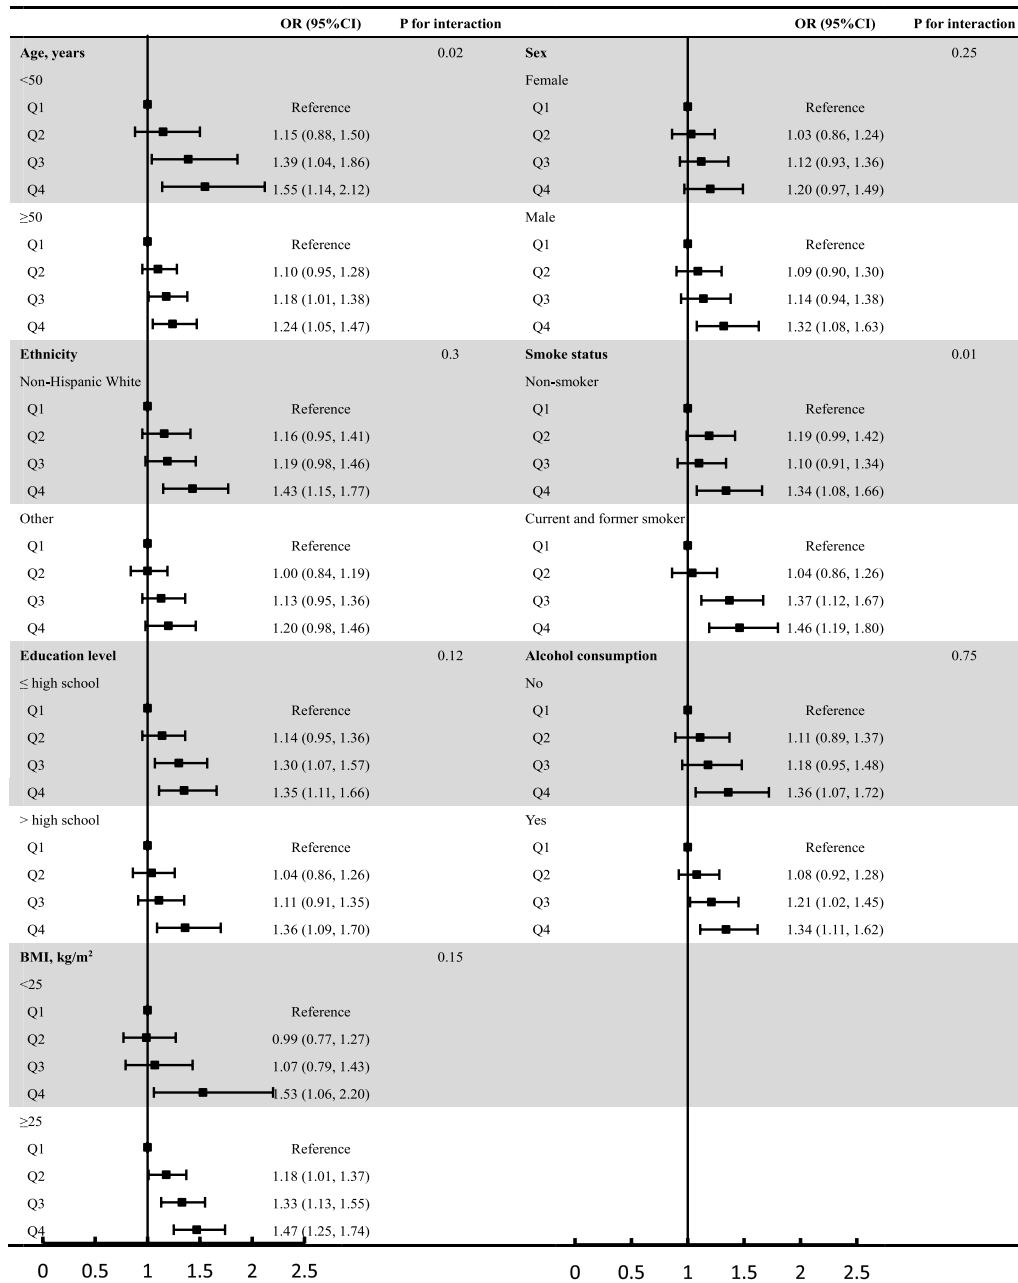 OR (95%CI) P for interaction OR (95%CI) P for interaction
Age, years 0.02 Sex 0.25
<50 Female
Q1 Reference Q1 Reference
Q2 1.15 (0.88, 1.50) Q2 1.03 (0.86, 1.24)
Q3 1.39 (1.04, 1.86) Q3 1.12 (0.93, 1.36)
Q4 1.55 (1.14, 2.12) Q4 1.20 (0.97, 1.49)
≥50 Male
Q1 Reference Q1 Reference
Q2 1.10 (0.95, 1.28) Q2 1.09 (0.90, 1.30)
Q3 1.18 (1.01, 1.38) Q3 1.14 (0.94, 1.38)
Q4 1.24 (1.05, 1.47) Q4 1.32 (1.08, 1.63)
Ethnicity 0.3 Smoke status 0.01
Non-Hispanic White Non-smoker
Q1 Reference Q1 Reference
Q2 1.16 (0.95, 1.41) Q2 1.19 (0.99, 1.42)
Q3 1.19 (0.98, 1.46) Q3 1.10 (0.91, 1.34)
Q4 1.43 (1.15, 1.77) Q4 1.34 (1.08, 1.66)
Other Current and former smoker
Q1 Reference Q1 Reference
Q2 1.00 (0.84, 1.19) Q2 1.04 (0.86, 1.26)
Q3 1.13 (0.95, 1.36) Q3 1.37 (1.12, 1.67)
Q4 1.20 (0.98, 1.46) Q4 1.46 (1.19, 1.80)
Education level 0.12 Alcohol consumption 0.75
≤ high school No
Q1 Reference Q1 Reference
Q2 1.14 (0.95, 1.36) Q2 1.11 (0.89, 1.37)
Q3 1.30 (1.07, 1.57) Q3 1.18 (0.95, 1.48)
Q4 1.35 (1.11, 1.66) Q4 1.36 (1.07, 1.72)
> high school Yes
Q1 Reference Q1 Reference
Q2 1.04 (0.86, 1.26) Q2 1.08 (0.92, 1.28)
Q3 1.11 (0.91, 1.35) Q3 1.21 (1.02, 1.45)
Q4 1.36 (1.09, 1.70) Q4 1.34 (1.11, 1.62)
BMI, kg/m² 0.15
<25
Q1 Reference
Q2 0.99 (0.77, 1.27)
Q3 1.07 (0.79, 1.43)
Q4 1.53 (1.06, 2.20)
≥25
Q1 Reference
Q2 1.18 (1.01, 1.37)
Q3 1.33 (1.13, 1.55)
Q4 1.47 (1.25, 1.74)
0 0.5 1 1.5 2 2.5 0 0.5 1 1.5 2 2.5